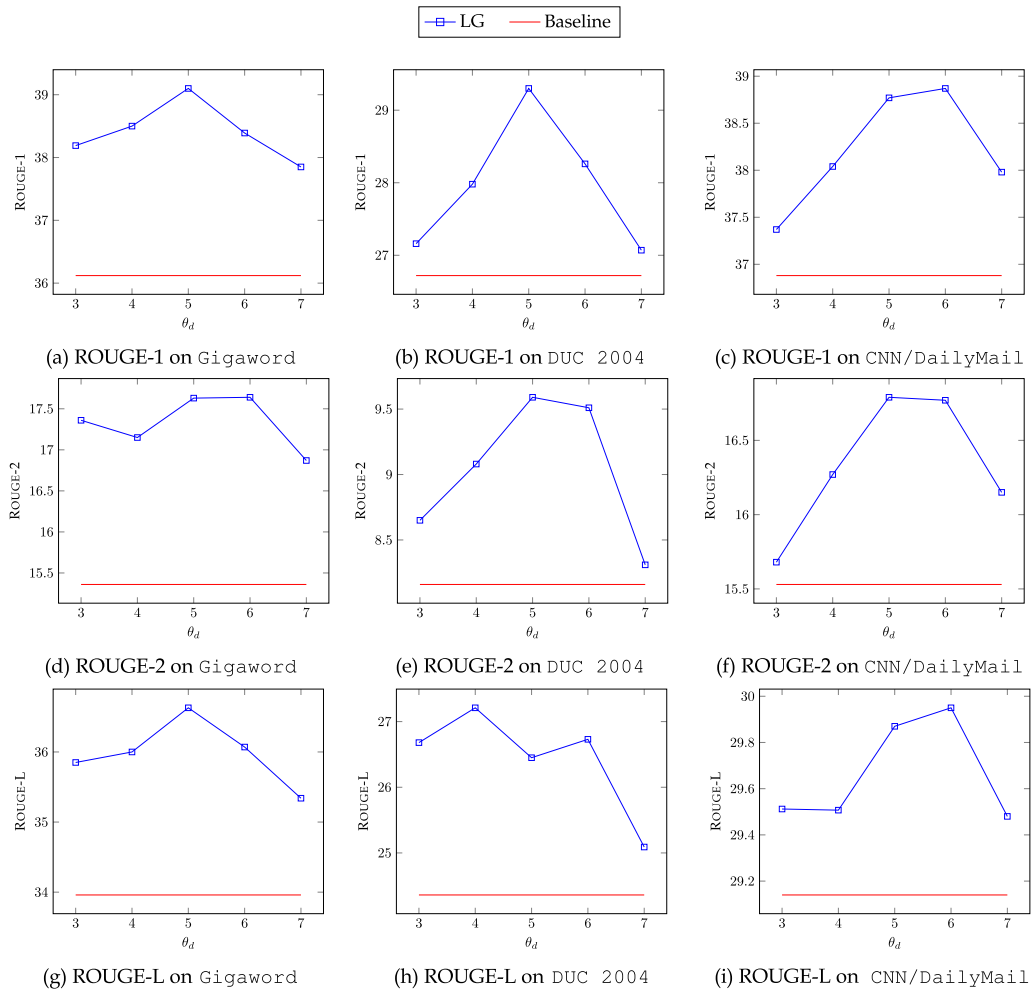 LG Baseline
39
38
37
36
ROUGE-1
3 4 5 6 7
θd
(a) ROUGE-1 on Gigaword
29
28
27
ROUGE-1
3 4 5 6 7
θd
(b) ROUGE-1 on DUC 2004
39
38.5
38
37.5
37
ROUGE-1
3 4 5 6 7
θd
(c) ROUGE-1 on CNN/DailyMail
17.5
17
16.5
16
15.5
ROUGE-2
3 4 5 6 7
θd
(d) ROUGE-2 on Gigaword
9.5
9
8.5
ROUGE-2
3 4 5 6 7
θd
(e) ROUGE-2 on DUC 2004
16.5
16
15.5
ROUGE-2
3 4 5 6 7
θd
(f) ROUGE-2 on CNN/DailyMail
36
35
34
ROUGE-L
3 4 5 6 7
θd
(g) ROUGE-L on Gigaword
27
26
25
ROUGE-L
3 4 5 6 7
θd
(h) ROUGE-L on DUC 2004
30
29.8
29.6
29.4
29.2
ROUGE-L
3 4 5 6 7
θd
(i) ROUGE-L on CNN/DailyMail